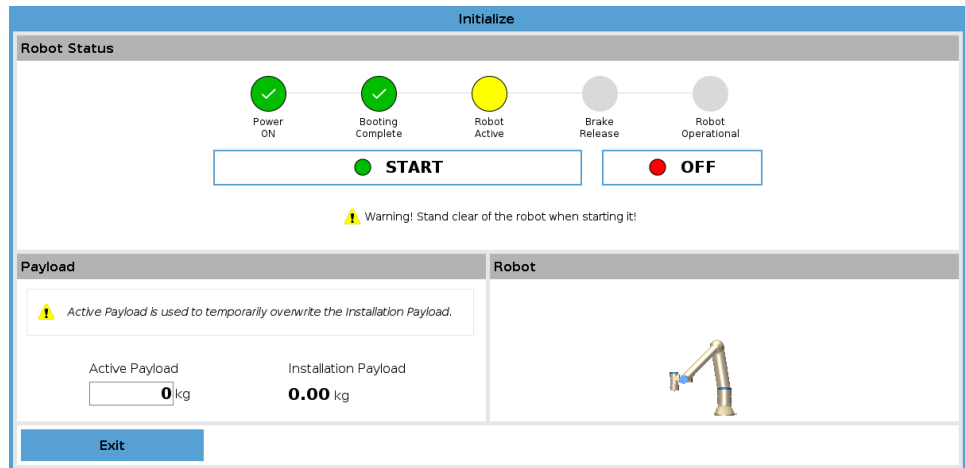 Initialize
Robot Status
Power
ON
Booting
Complete
Robot
Active
Brake
Release
Robot
Operational
START
OFF
Warning! Stand clear of the robot when starting it!
Payload
Robot
Active Payload is used to temporarily overwrite the Installation Payload.
Active Payload
Installation Payload
0 kg
0.00 kg
Exit